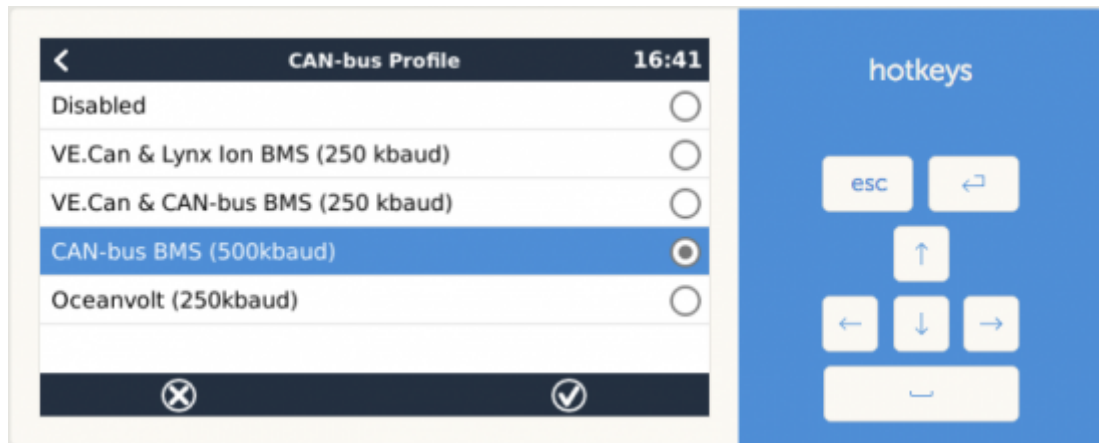 CAN-bus Profile 16:41
Disabled
VE.Can & Lynx Ion BMS (250 kbaud)
VE.Can & CAN-bus BMS (250 kbaud)
CAN-bus BMS (500kbaud)
Oceanvolt (250kbaud)
hotkeys
esc